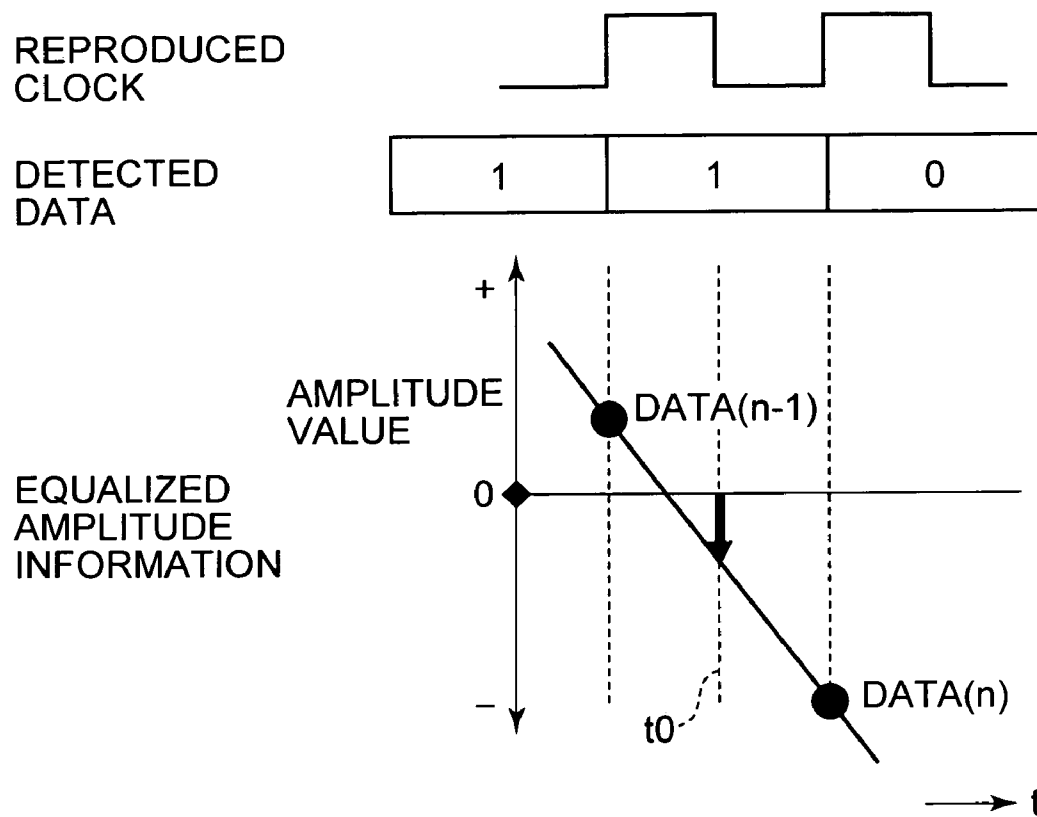 REPRODUCED
CLOCK
DETECTED
DATA
1 1 0
+
AMPLITUDE
VALUE
DATA(n-1)
EQUALIZED
AMPLITUDE
INFORMATION
0
−
DATA(n)
t0
t